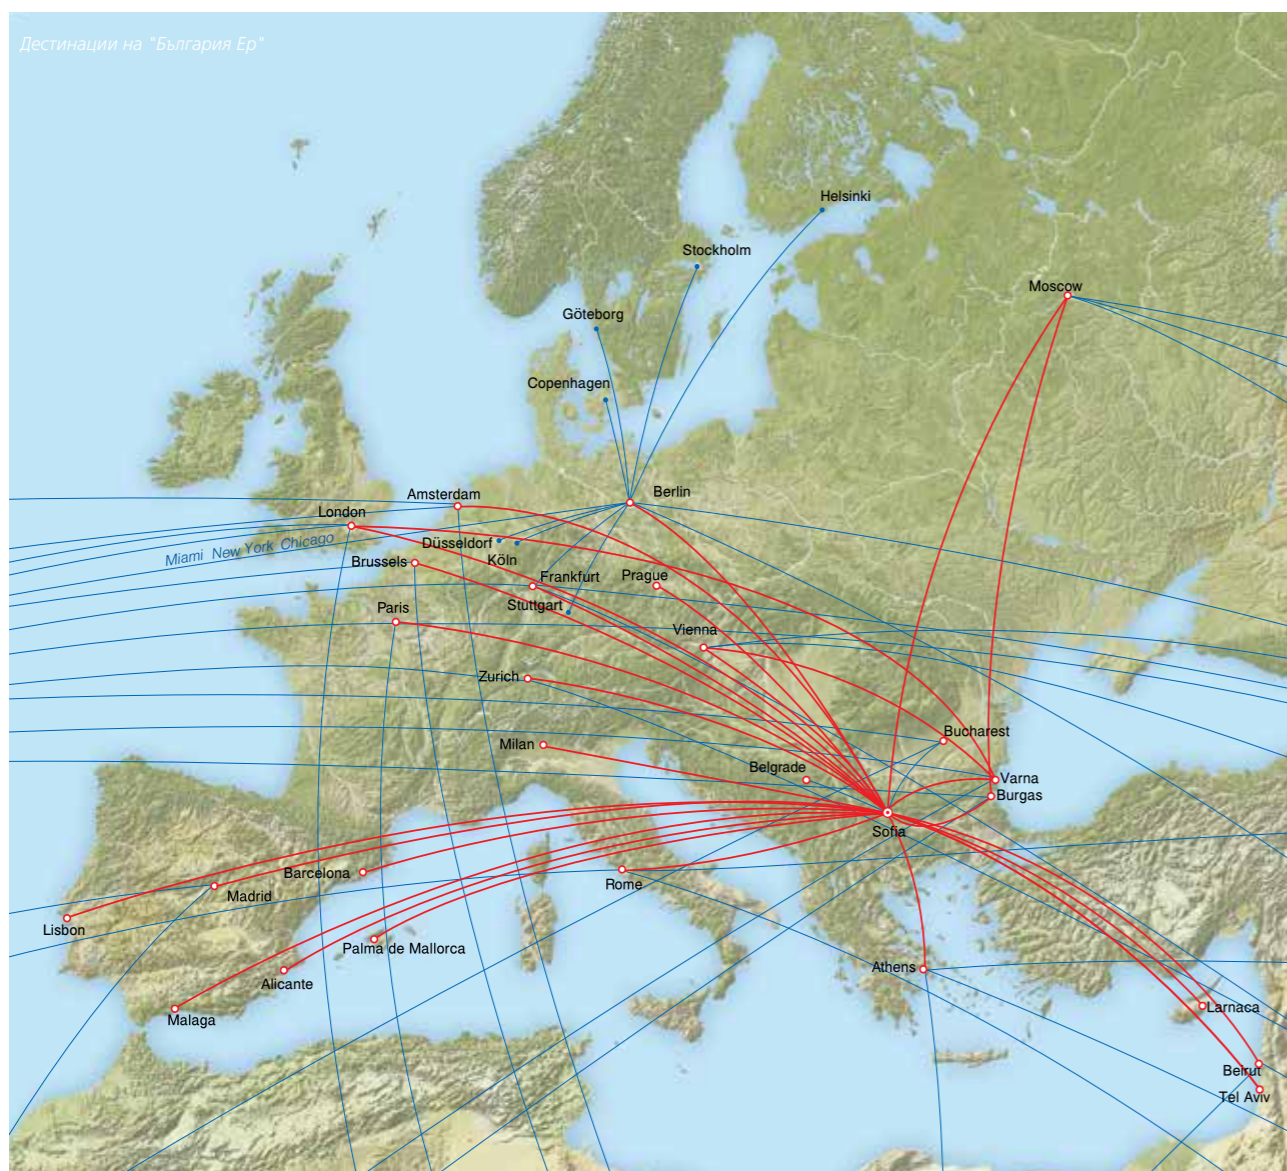 Дестинации на "България Ер"
Helsinki
Stockholm
Moscow
Göteborg
Copenhagen
Amsterdam
Berlin
London
Miami New York Chicago
Düsseldorf
Köln
Brussels
Frankfurt
Prague
Stuttgart
Paris
Vienna
Zurich
Bucharest
Milan
Belgrade
Varna
Burgas
Sofia
Barcelona
Rome
Madrid
Lisbon
Palma de Mallorca
Athens
Alicante
Larnaca
Malaga
Beirut
Tel Aviv